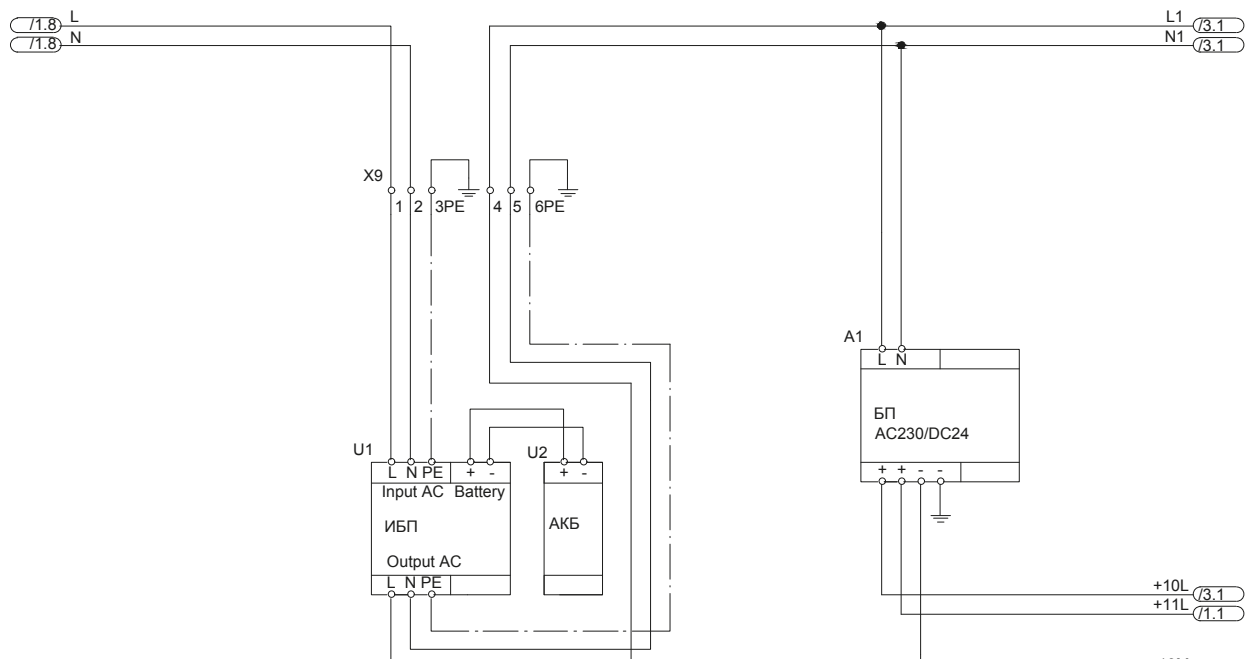 /1.8 L
L1 /3.1
/1.8 N
N1 /3.1
X9
1 2 3PE 4 5 6PE
A1
L N
БП
AC230/DC24
+ + - -
U1
U2
L N PE + -
+ -
Input AC Battery
ИБП
АКБ
Output AC
L N PE
+10L /3.1
+11L /1.1